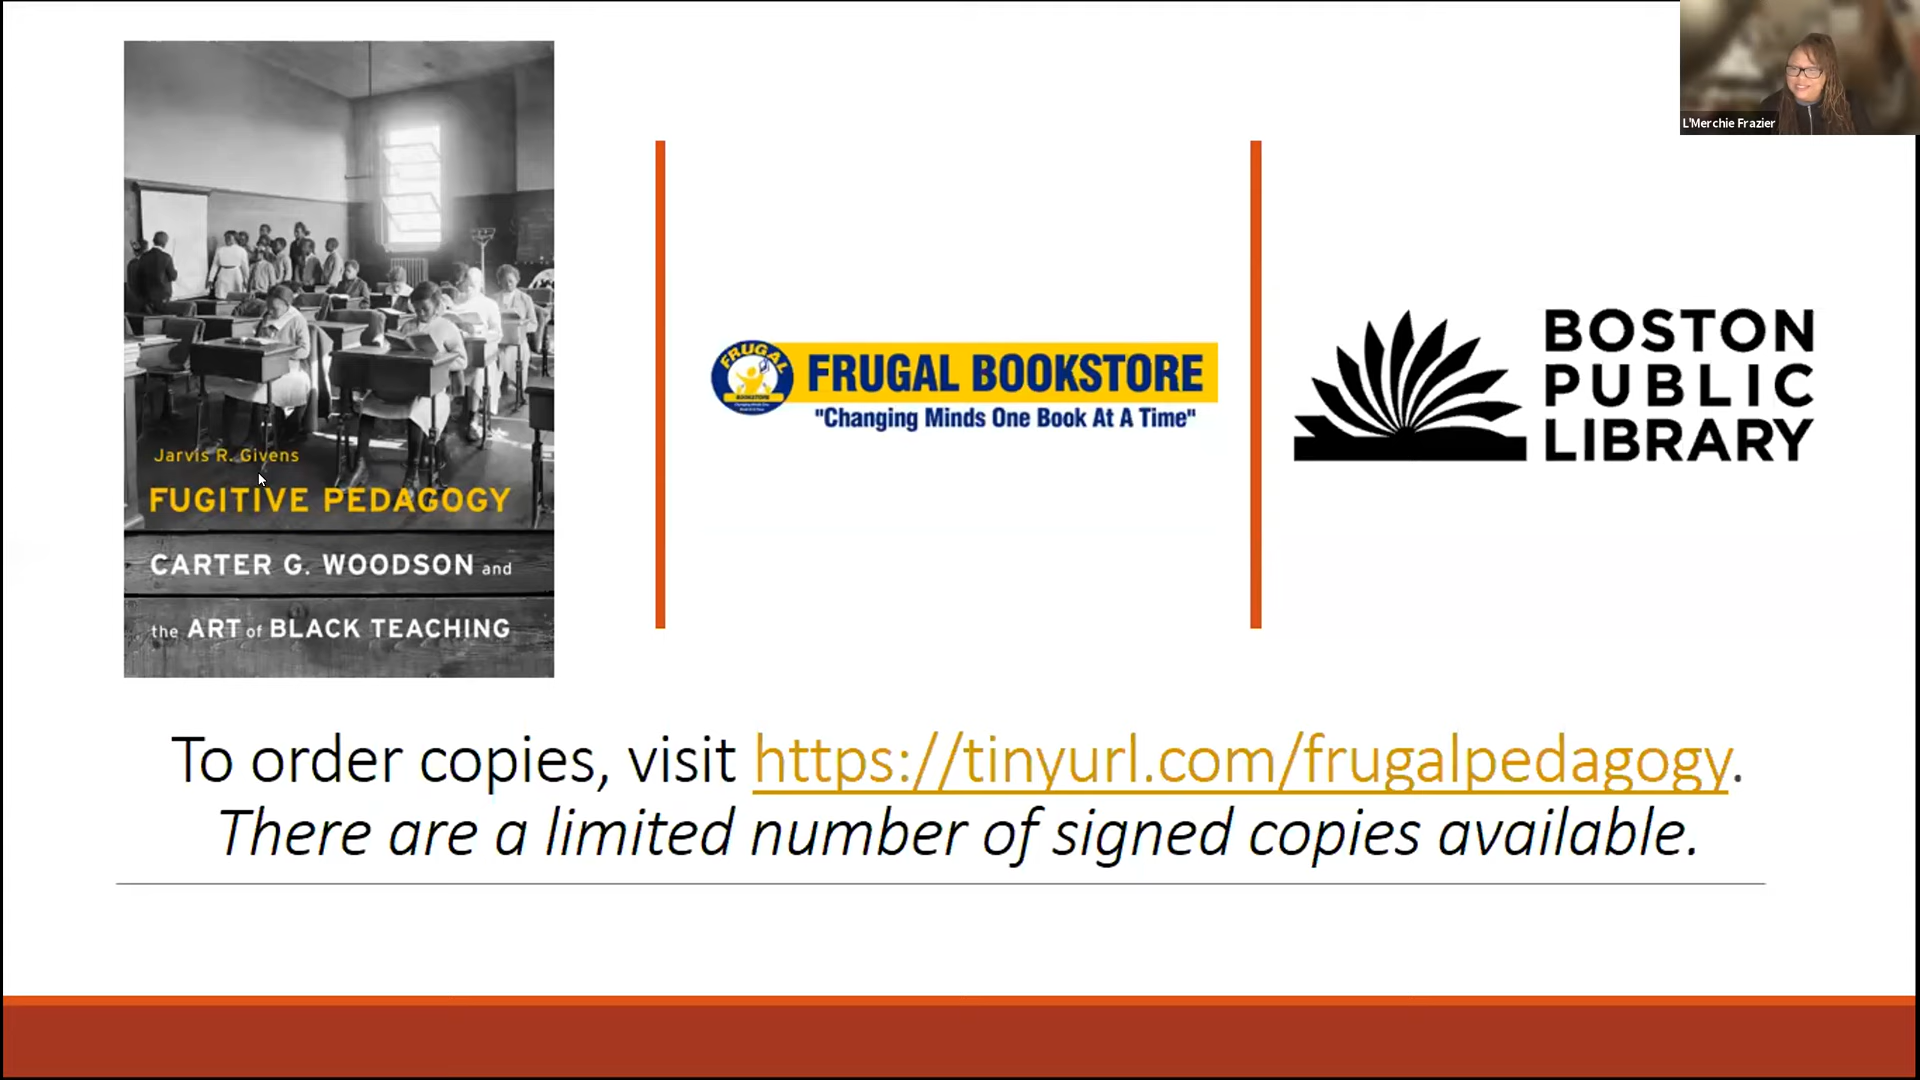 L'Merchie Frazier
Jarvis R. Givens
FUGITIVE PEDAGOGY
CARTER G. WOODSON and
the ART of BLACK TEACHING
FRUGAL
BOOKSTORE
FRUGAL BOOKSTORE
"Changing Minds One Book At A Time"
BOSTON
PUBLIC
LIBRARY
To order copies, visit https://tinyurl.com/frugalpedagogy.
There are a limited number of signed copies available.